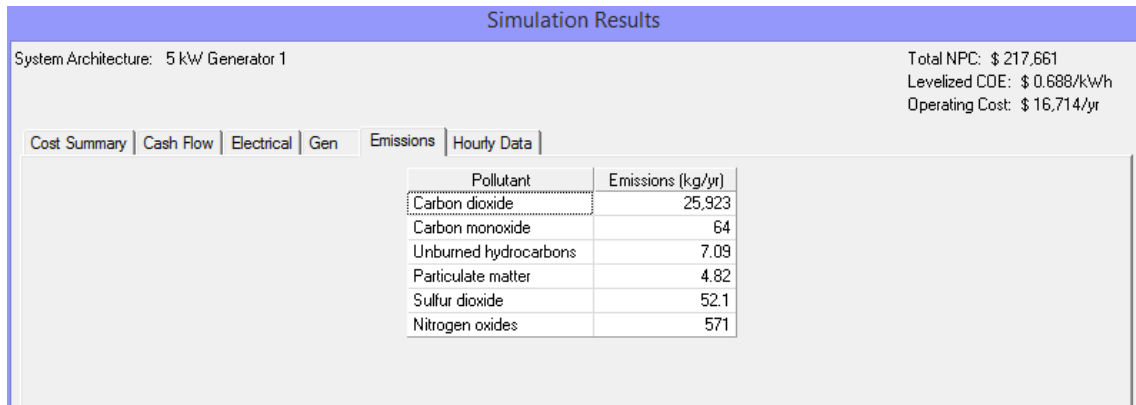 Simulation Results
System Architecture: 5 kW Generator 1
Total NPC: $ 217,661
Levelized COE: $ 0.688/kWh
Operating Cost: $ 16,714/yr
Cost Summary Cash Flow Electrical Gen Emissions Hourly Data
Pollutant Emissions (kg/yr)
Carbon dioxide 25,923
Carbon monoxide 64
Unburned hydrocarbons 7.09
Particulate matter 4.82
Sulfur dioxide 52.1
Nitrogen oxides 571